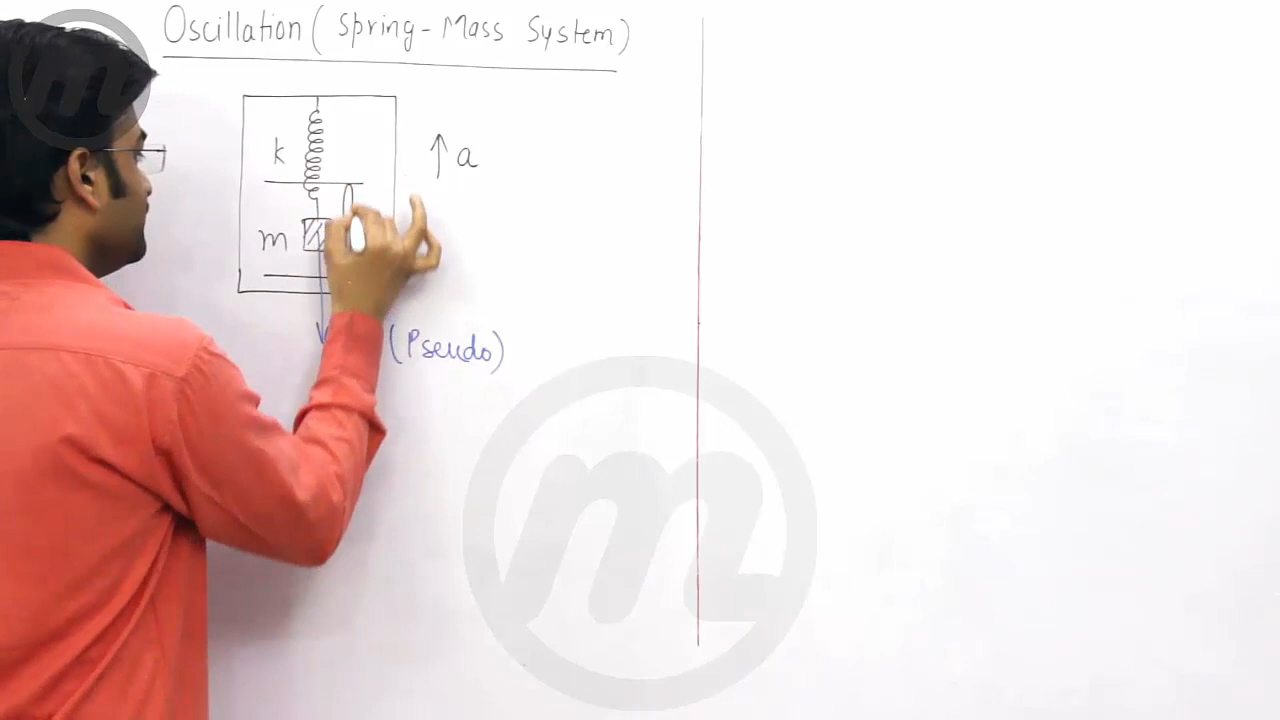 Oscillation ( Spring - Mass System )
k
↑ a
m
(Pseudo)